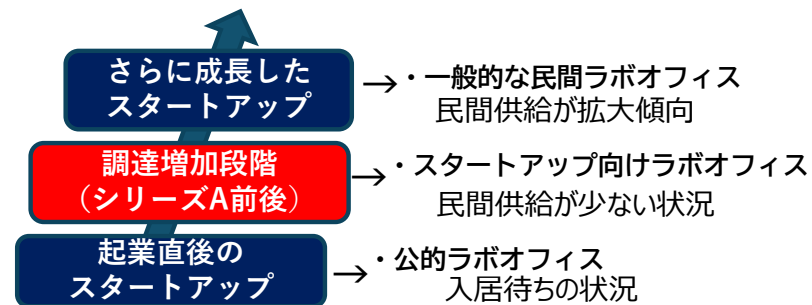 さらに成長した
スタートアップ
→・一般的な民間ラボオフィス
民間供給が拡大傾向
調達増加段階
（シリーズA前後）
→・スタートアップ向けラボオフィス
民間供給が少ない状況
起業直後の
スタートアップ
→・公的ラボオフィス
入居待ちの状況